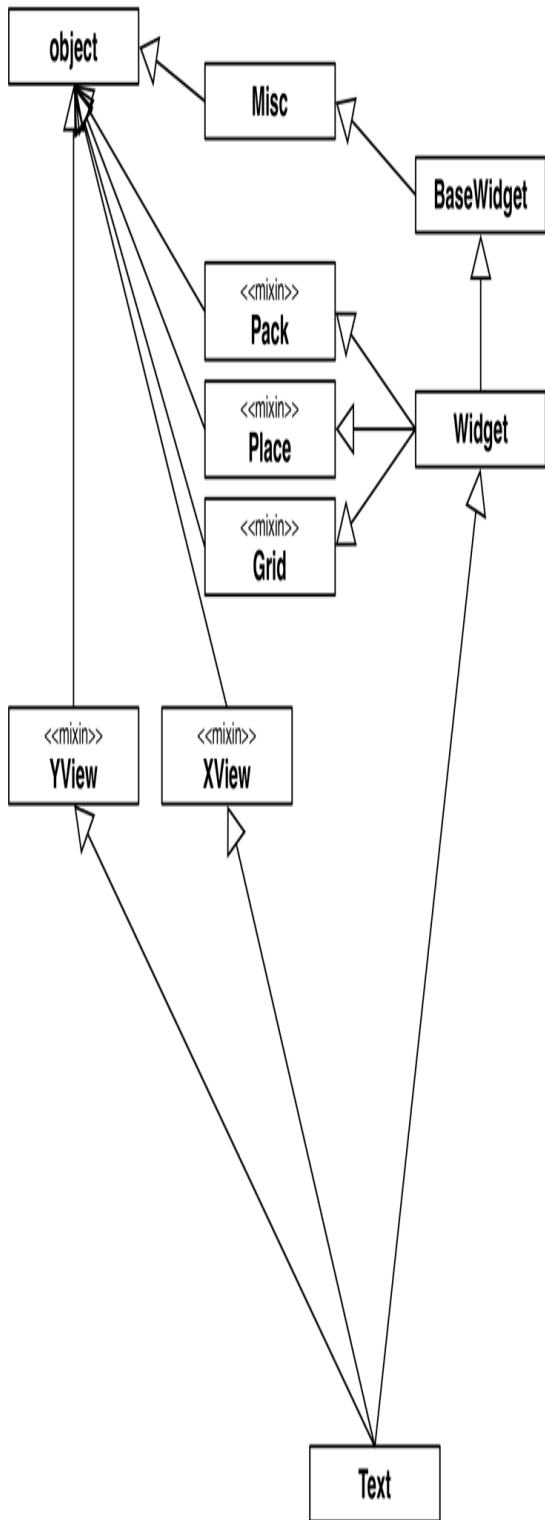 object
Misc
BaseWidget
<<mixin>>
Pack
<<mixin>>
Place
Widget
<<mixin>>
Grid
<<mixin>>
YView
<<mixin>>
XView
Text